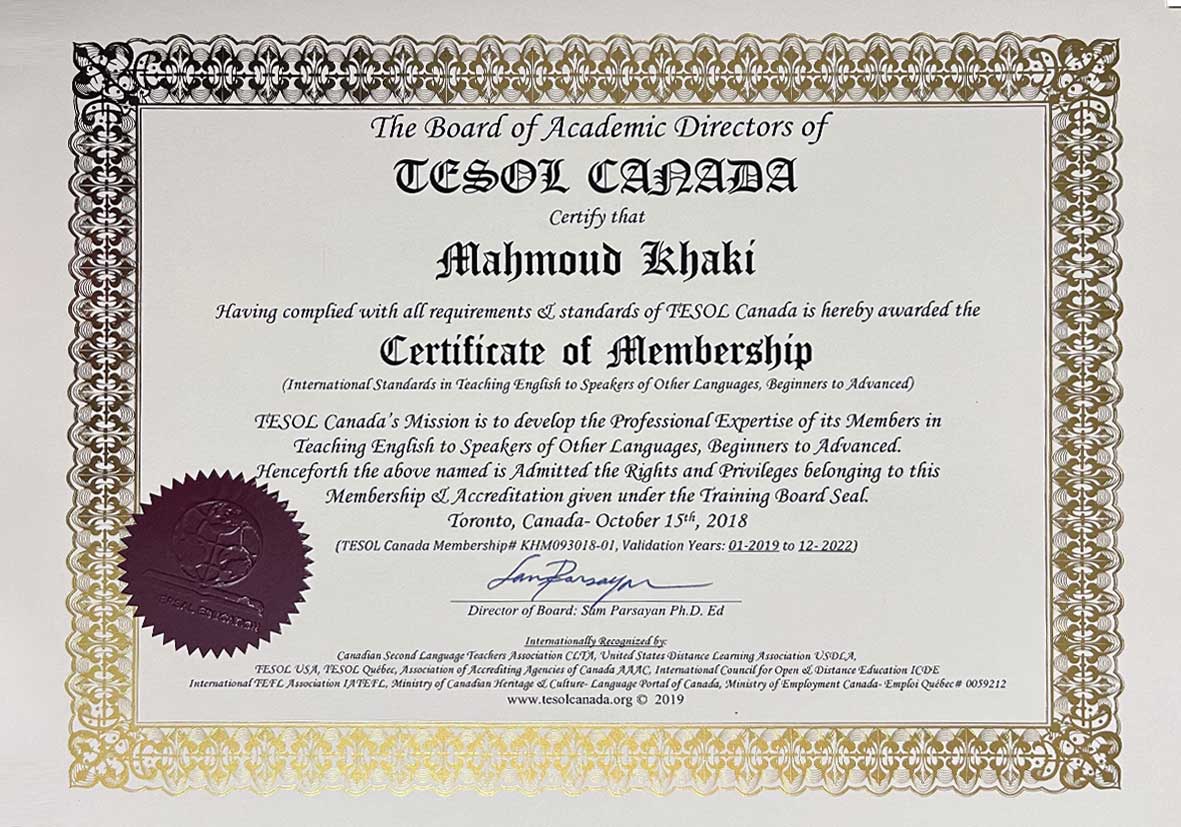 The Board of Academic Directors of
TESOL CANADA
Certify that
Mahmoud Khaki
Having complied with all requirements & standards of TESOL Canada is hereby awarded the
Certificate of Membership
(International Standards in Teaching English to Speakers of Other Languages, Beginners to Advanced)
TESOL Canada's Mission is to develop the Professional Expertise of its Members in
Teaching English to Speakers of Other Languages, Beginners to Advanced.
Henceforth the above named is Admitted the Rights and Privileges belonging to this
Membership & Accreditation given under the Training Board Seal.
Toronto, Canada- October 15th, 2018
(TESOL Canada Membership# KHM093018-01, Validation Years: 01-2019 to 12- 2022)
Sam Parsayan
Director of Board: Sam Parsayan Ph.D. Ed
Internationally Recognized by:
Canadian Second Language Teachers Association CLTA, United States Distance Learning Association USDLA,
TESOL USA, TESOL Québec, Association of Accrediting Agencies of Canada AAAC, International Council for Open & Distance Education ICDE
International TEFL Association IATEFL, Ministry of Canadian Heritage & Culture- Language Portal of Canada, Ministry of Employment Canada- Emploi Québec# 0059212
www.tesolcanada.org © 2019
EDUCATION